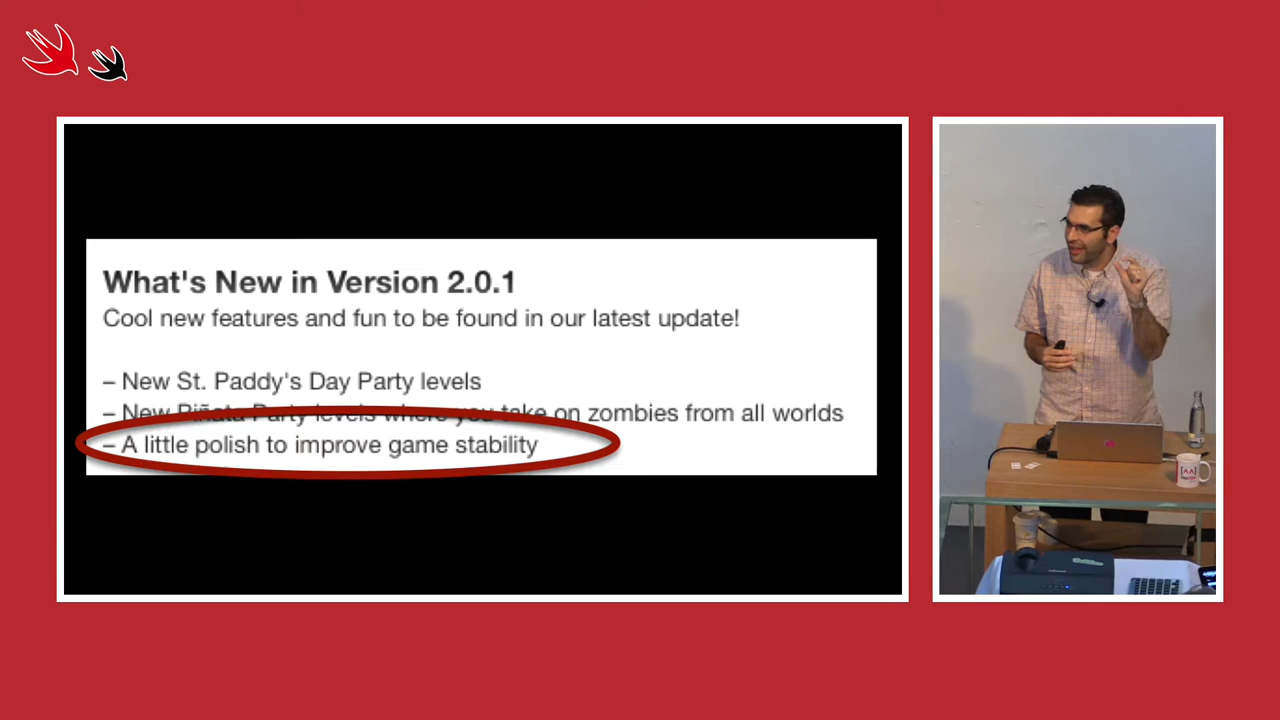 What's New in Version 2.0.1
Cool new features and fun to be found in our latest update!
– New St. Paddy's Day Party levels
– New Piñata Party levels where you take on zombies from all worlds
– A little polish to improve game stability